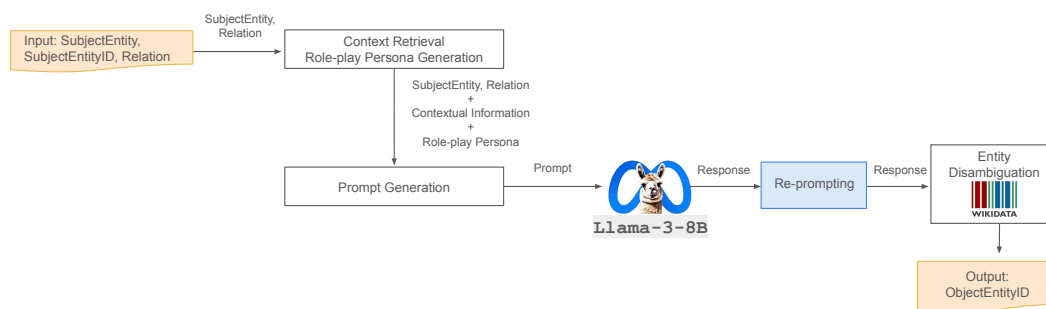 Input: SubjectEntity,
SubjectEntityID, Relation
SubjectEntity,
Relation
Context Retrieval
Role-play Persona Generation
SubjectEntity, Relation
+
Contextual Information
+
Role-play Persona
Prompt Generation
Prompt
Llama-3-8B
Response
Re-prompting
Response
Entity
Disambiguation
WIKIDATA
Output:
ObjectEntityID